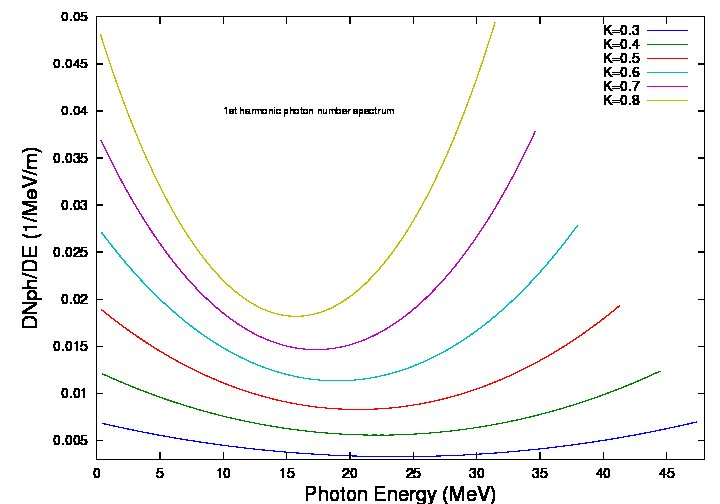 0.05
0.045
0.04
0.035
0.03
0.025
0.02
0.015
0.01
0.005
DNph/DE (1/MeV/m)
1st harmonic photon number spectrum
K=0.3
K=0.4
K=0.5
K=0.6
K=0.7
K=0.8
0 5 10 15 20 25 30 35 40 45
Photon Energy (MeV)